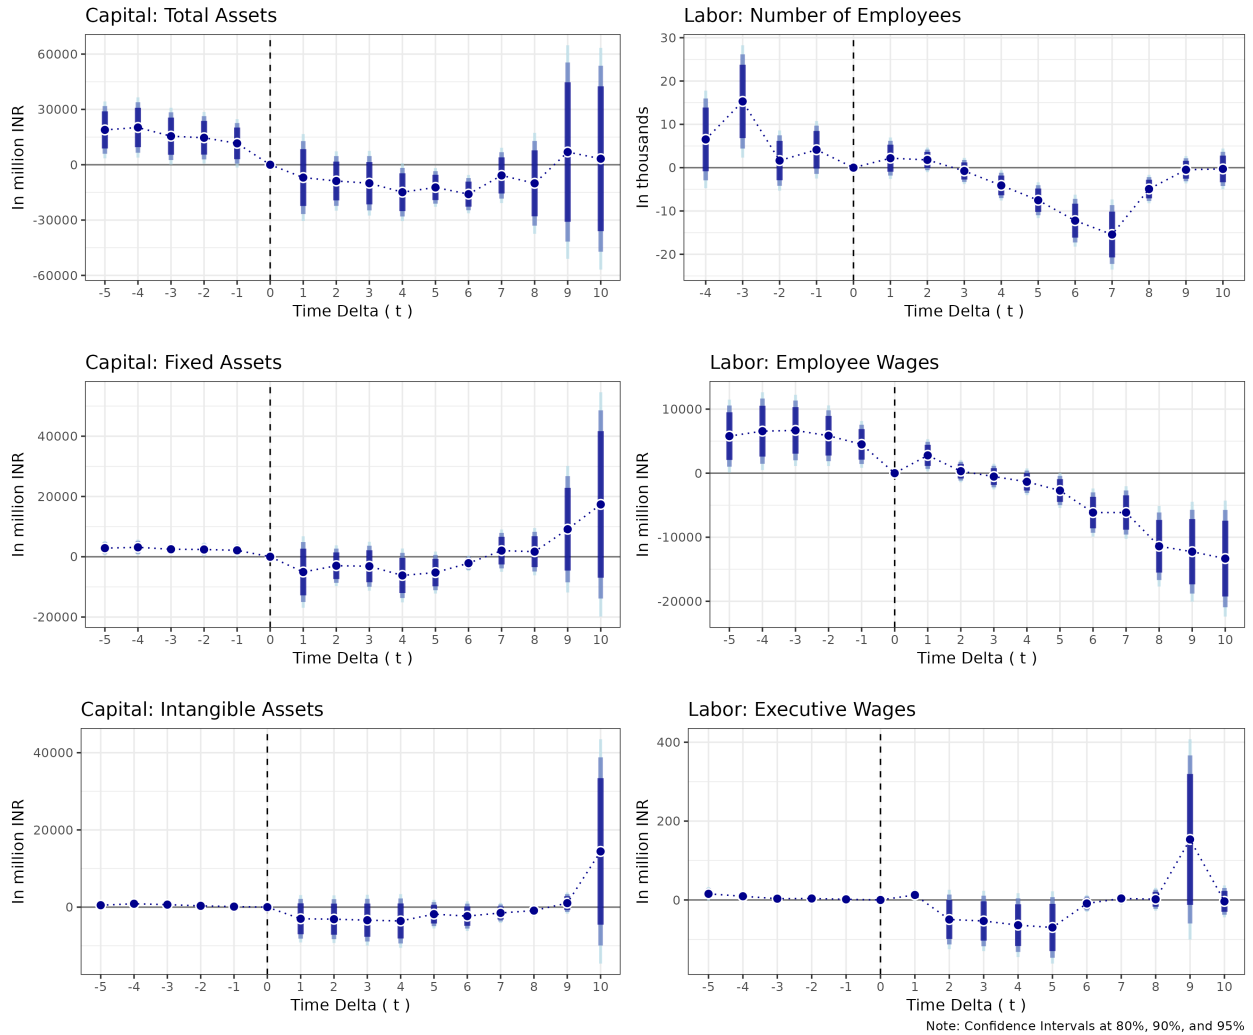 Capital: Total Assets
In million INR
60000
30000
0
-30000
-60000
-5 -4 -3 -2 -1 0 1 2 3 4 5 6 7 8 9 10
Time Delta ( t )
Labor: Number of Employees
In thousands
30
20
10
0
-10
-20
-4 -3 -2 -1 0 1 2 3 4 5 6 7 8 9 10
Time Delta ( t )
Capital: Fixed Assets
In million INR
40000
20000
0
-20000
-5 -4 -3 -2 -1 0 1 2 3 4 5 6 7 8 9 10
Time Delta ( t )
Labor: Employee Wages
In million INR
10000
0
-10000
-20000
-5 -4 -3 -2 -1 0 1 2 3 4 5 6 7 8 9 10
Time Delta ( t )
Capital: Intangible Assets
In million INR
40000
20000
0
-5 -4 -3 -2 -1 0 1 2 3 4 5 6 7 8 9 10
Time Delta ( t )
Labor: Executive Wages
In million INR
400
200
0
-5 -4 -3 -2 -1 0 1 2 3 4 5 6 7 8 9 10
Time Delta ( t )
Note: Confidence Intervals at 80%, 90%, and 95%